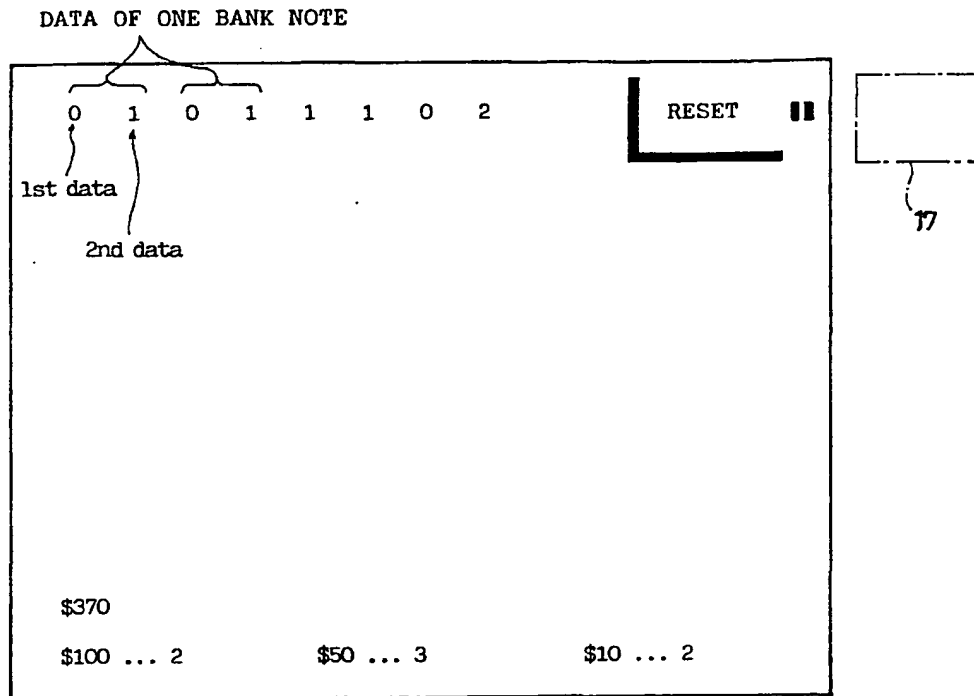 DATA OF ONE BANK NOTE
0 1 0 1 1 1 0 2 RESET
1st data
17
2nd data
$370
$100 ... 2 $50 ... 3 $10 ... 2